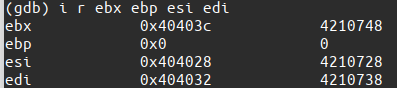 (gdb) i r ebx ebp esi edi
ebx 0x40403c 4210748
ebp 0x0 0
esi 0x404028 4210728
edi 0x404032 4210738